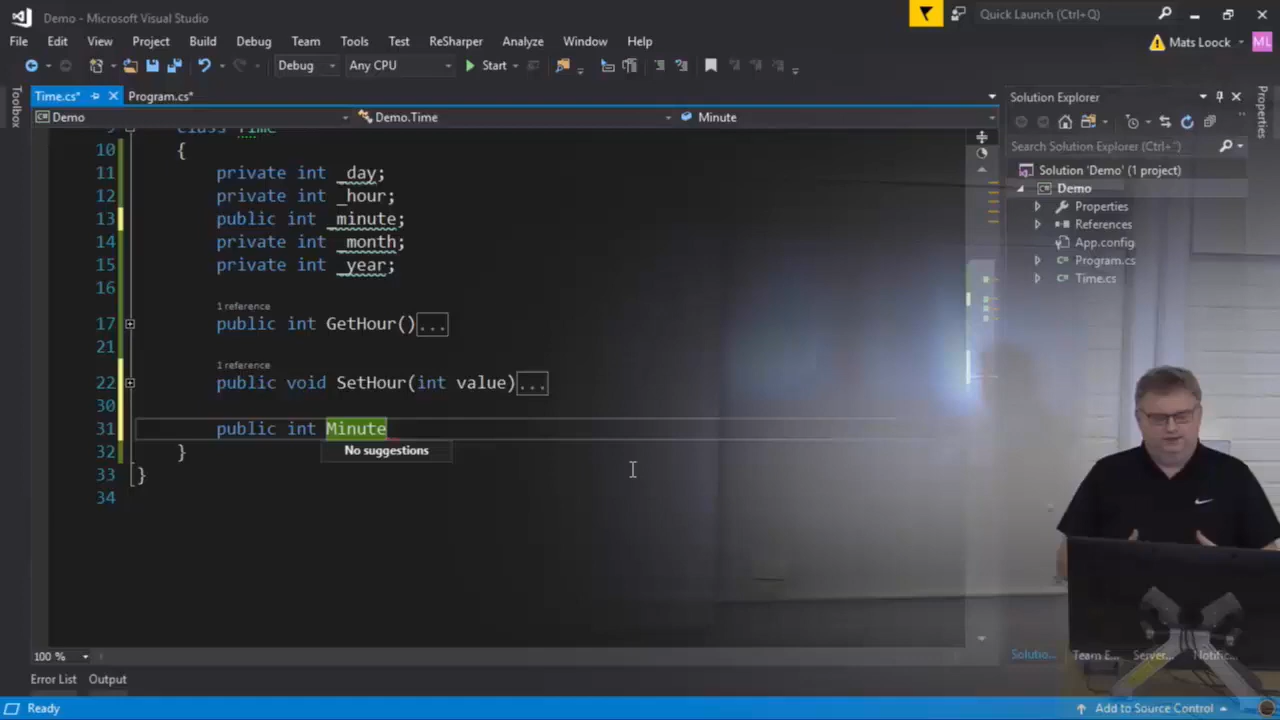 Demo - Microsoft Visual Studio
Quick Launch (Ctrl+Q)
File Edit View Project Build Debug Team Tools Test ReSharper Analyze Window Help
Mats Loock ML
Debug Any CPU Start
Time.cs* Program.cs*
Solution Explorer
Toolbox
Properties
Demo Demo.Time Minute
Search Solution Explorer (Ctrl+¨)
9 class Time
10 {
11 private int _day;
12 private int _hour;
13 public int _minute;
14 private int _month;
15 private int _year;
16
1 reference
17 public int GetHour()...
21
1 reference
22 public void SetHour(int value)...
30
31 public int Minute
No suggestions
32 }
33 }
34
Solution 'Demo' (1 project)
Demo
Properties
References
App.config
Program.cs
Time.cs
100 %
Solutio... Team E... Server... Notific...
Error List Output
Ready
Add to Source Control